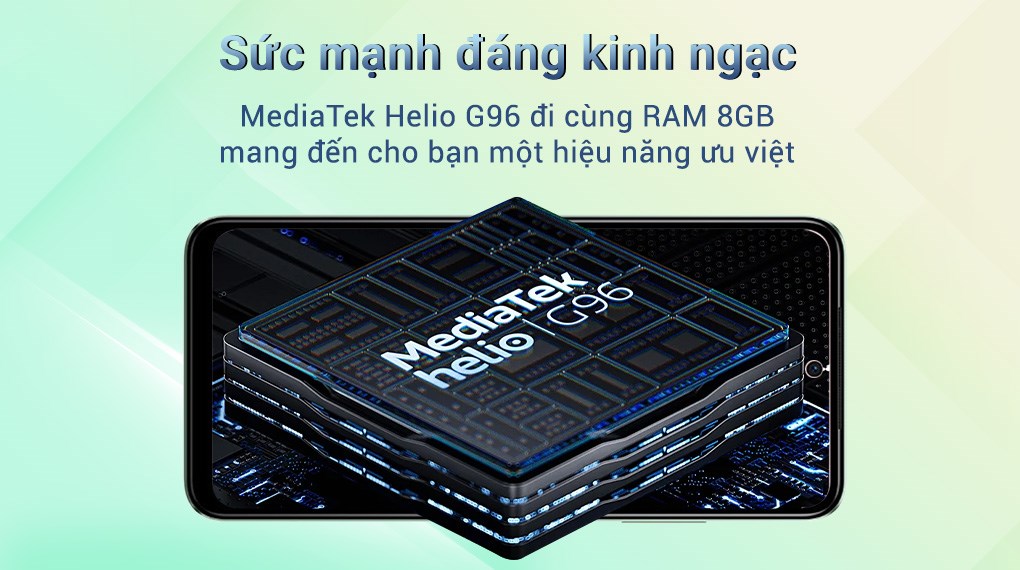 Sức mạnh đáng kinh ngạc
MediaTek Helio G96 đi cùng RAM 8GB
mang đến cho bạn một hiệu năng ưu việt
MediaTek
helio G96